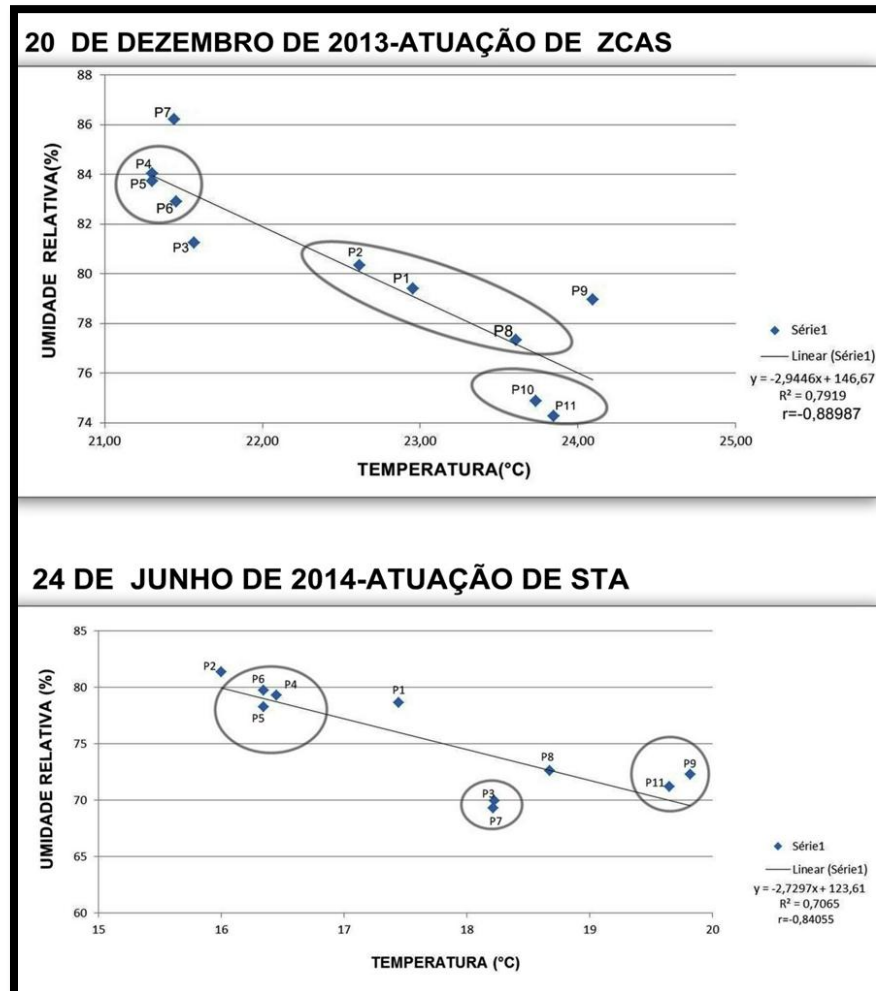 20 DE DEZEMBRO DE 2013-ATUAÇÃO DE ZCAS
UMIDADE RELATIVA(%)
88
86
84
82
80
78
76
74
P7
P4
P5
P6
P3
P2
P1
P8
P9
P10
P11
21,00 22,00 23,00 24,00 25,00
TEMPERATURA(°C)
Série1
Linear (Série1)
y = -2,9446x + 146,67
R² = 0,7919
r=-0,88987
24 DE JUNHO DE 2014-ATUAÇÃO DE STA
UMIDADE RELATIVA (%)
85
80
75
70
65
60
P2
P6 P4
P5
P1
P8
P3
P7
P9
P11
15 16 17 18 19 20
TEMPERATURA (°C)
Série1
Linear (Série1)
y = -2,7297x + 123,61
R² = 0,7065
r=-0,84055